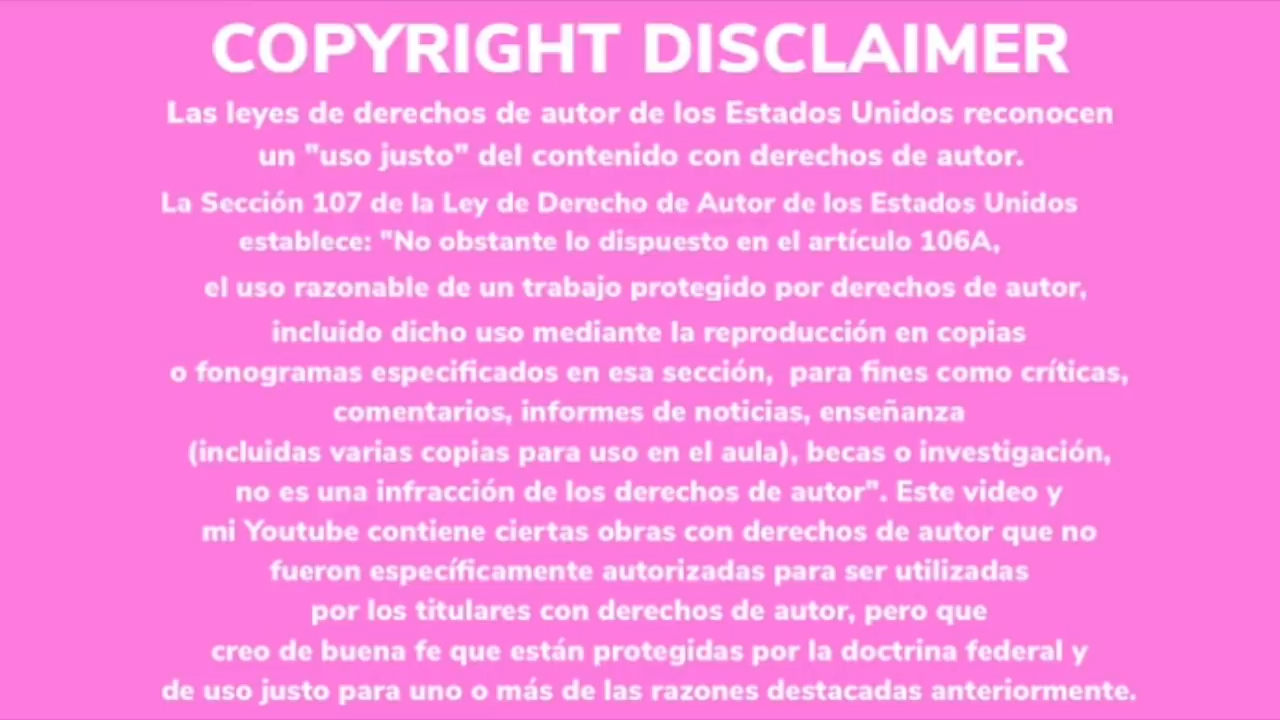 COPYRIGHT DISCLAIMER
Las leyes de derechos de autor de los Estados Unidos reconocen
un "uso justo" del contenido con derechos de autor.
La Sección 107 de la Ley de Derecho de Autor de los Estados Unidos
establece: "No obstante lo dispuesto en el artículo 106A,
el uso razonable de un trabajo protegido por derechos de autor,
incluido dicho uso mediante la reproducción en copias
o fonogramas especificados en esa sección, para fines como críticas,
comentarios, informes de noticias, enseñanza
(incluidas varias copias para uso en el aula), becas o investigación,
no es una infracción de los derechos de autor". Este video y
mi Youtube contiene ciertas obras con derechos de autor que no
fueron específicamente autorizadas para ser utilizadas
por los titulares con derechos de autor, pero que
creo de buena fe que están protegidas por la doctrina federal y
de uso justo para uno o más de las razones destacadas anteriormente.